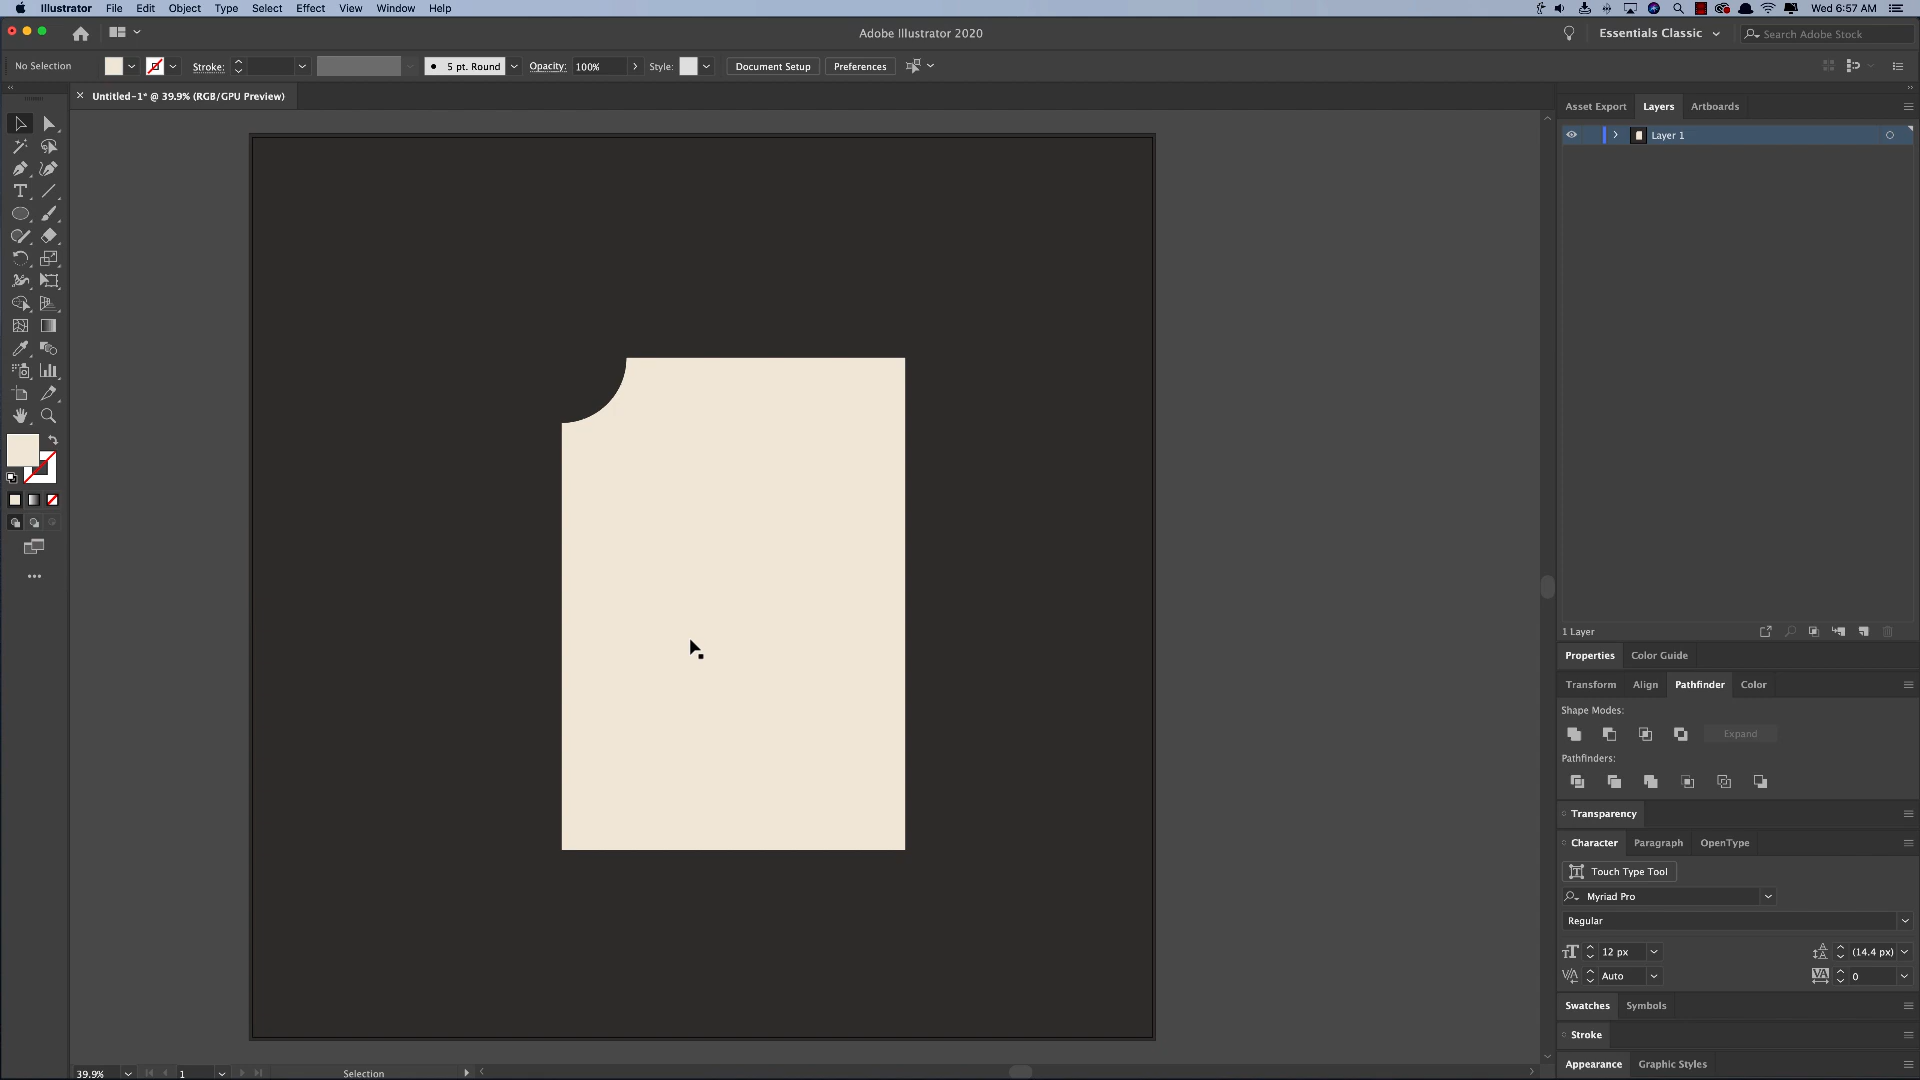 Illustrator File Edit Object Type Select Effect View Window Help Wed 6:57 AM
Adobe Illustrator 2020 Essentials Classic Search Adobe Stock
No Selection Stroke: 5 pt. Round Opacity: 100% Style: Document Setup Preferences
Untitled-1* @ 39.9% (RGB/GPU Preview)
Asset Export Layers Artboards
Layer 1
1 Layer
Properties Color Guide
Transform Align Pathfinder Color
Shape Modes:
Expand
Pathfinders:
Transparency
Character Paragraph OpenType
Touch Type Tool
Myriad Pro
Regular
12 px (14.4 px)
Auto 0
Swatches Symbols
Stroke
Appearance Graphic Styles
39.9% 1 Selection